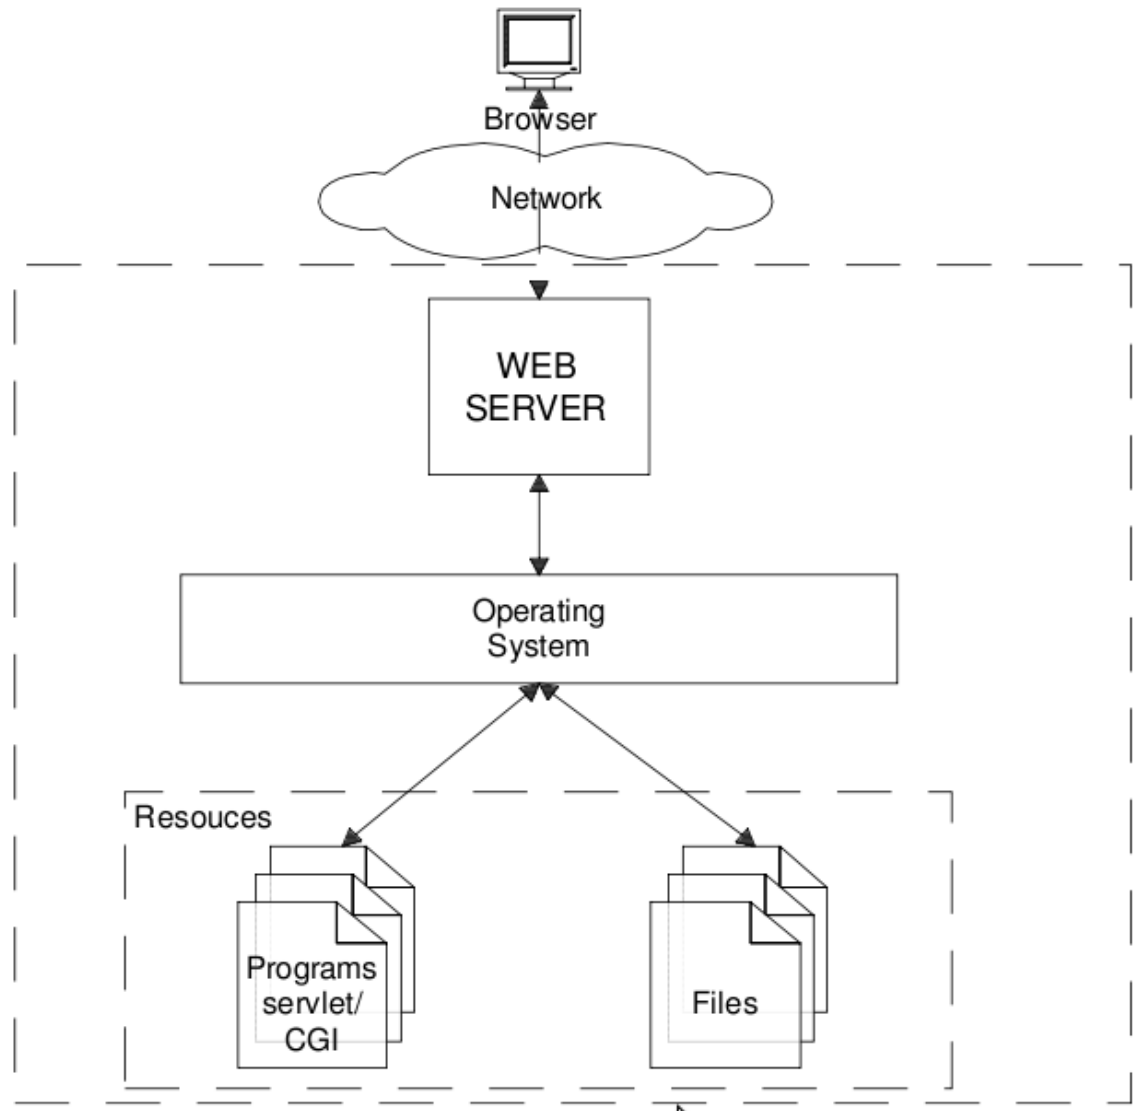 Browser
Network
WEB
SERVER
Operating
System
Resouces
Programs
servlet/
CGI
Files